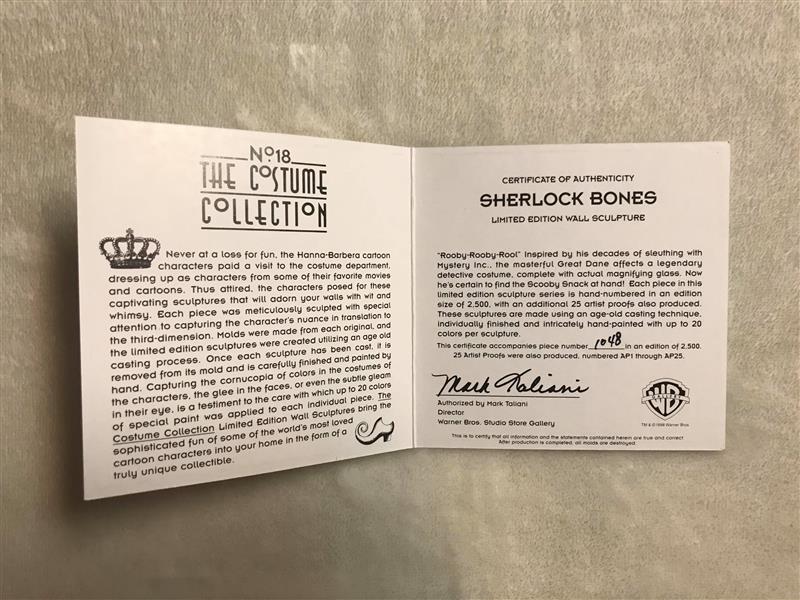 No18
THE COSTUME
COLLECTION
Never at a loss for fun, the Hanna-Barbera cartoon
characters paid a visit to the costume department,
dressing up as characters from some of their favorite movies
and cartoons. Thus attired, the characters posed for these
captivating sculptures that will adorn your walls with wit and
whimsy. Each piece was meticulously sculpted with special
attention to capturing the character's nuance in translation to
the third-dimension. Molds were made from each original, and
the limited edition sculptures were created utilizing an age old
casting process. Once each sculpture has been cast, it is
removed from its mold and is carefully finished and painted by
hand. Capturing the cornucopia of colors in the costumes of
the characters, the glee in the faces, or even the subtle gleam
in their eye, is a testament to the care with which up to 20 colors
of special paint was applied to each individual piece. The
Costume Collection Limited Edition Wall Sculptures bring the
sophisticated fun of some of the world's most loved
cartoon characters into your home in the form of a
truly unique collectible.
CERTIFICATE OF AUTHENTICITY
SHERLOCK BONES
LIMITED EDITION WALL SCULPTURE
"Rooby-Rooby-Roo!" Inspired by his decades of sleuthing with
Mystery Inc., the masterful Great Dane affects a legendary
detective costume, complete with actual magnifying glass. Now
he's certain to find the Scooby Snack at hand! Each piece in this
limited edition sculpture series is hand-numbered in an edition
size of 2,500, with an additional 25 artist proofs also produced.
These sculptures are made using an age-old casting technique,
individually finished and intricately hand-painted with up to 20
colors per sculpture.
This certificate accompanies piece number 1048 in an edition of 2,500.
25 Artist Proofs were also produced, numbered AP1 through AP25.
Mark Taliani
Authorized by Mark Taliani
Director
Warner Bros. Studio Store Gallery
WB
GALLERY
TM & © 1998 Warner Bros.
This is to certify that all information and the statements contained herein are true and correct
After production is completed, all molds are destroyed.